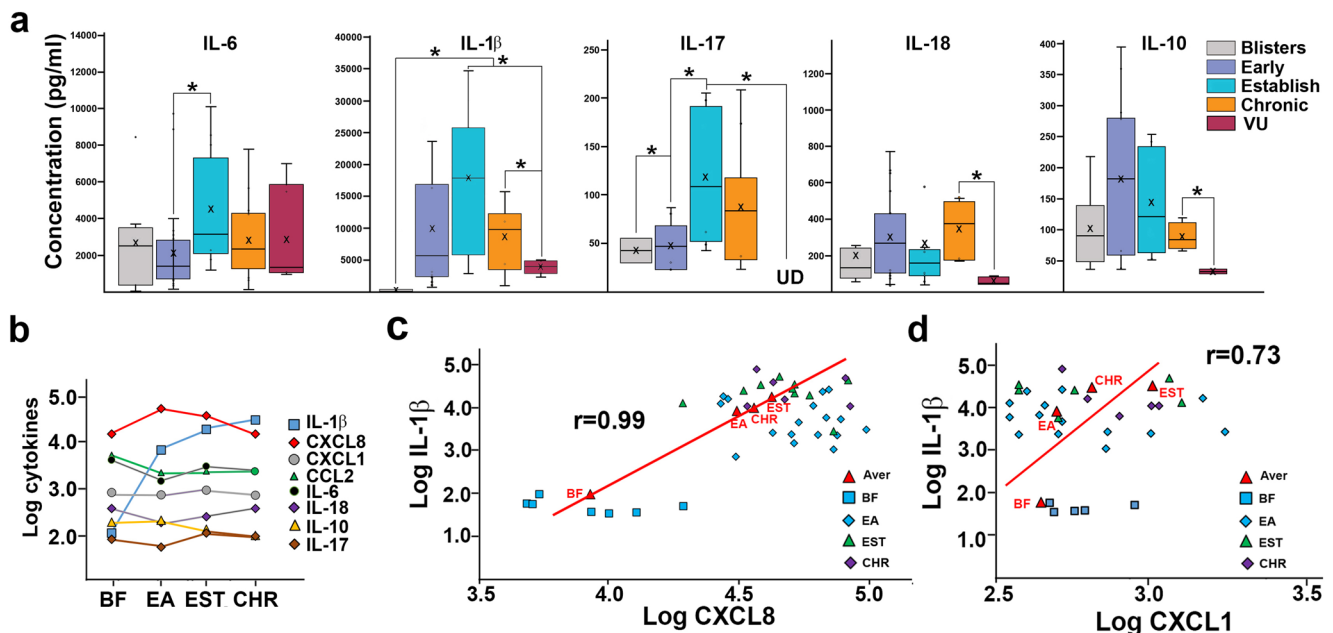 a
IL-6
IL-1β
IL-17
IL-18
IL-10
Concentration (pg/ml)
14000
12000
10000
8000
6000
4000
2000
*
40000
35000
30000
25000
20000
15000
10000
5000
* * *
250
200
150
100
50
* * *
UD
1200
1000
800
600
400
200
0
*
400
350
300
250
200
150
100
50
*
Blisters
Early
Establish
Chronic
VU
b
Log cytokines
5.0
4.0
3.0
2.0
BF EA EST CHR
IL-1β
CXCL8
CXCL1
CCL2
IL-6
IL-18
IL-10
IL-17
c
Log IL-1β
5.0
4.0
3.0
2.0
1.0
r=0.99
BF
EA
CHR
EST
Aver
BF
EA
EST
CHR
3.5 4.0 4.5 5.0
Log CXCL8
d
Log IL-1β
5.0
4.0
3.0
2.0
1.0
r=0.73
CHR
EST
EA
BF
Aver
BF
EA
EST
CHR
2.5 3.0 3.5
Log CXCL1